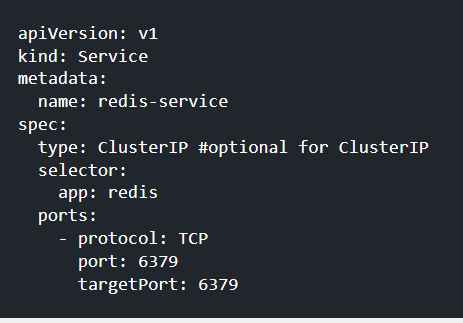 apiVersion: v1
kind: Service
metadata:
  name: redis-service
spec:
  type: ClusterIP #optional for ClusterIP
  selector:
    app: redis
  ports:
    - protocol: TCP
      port: 6379
      targetPort: 6379